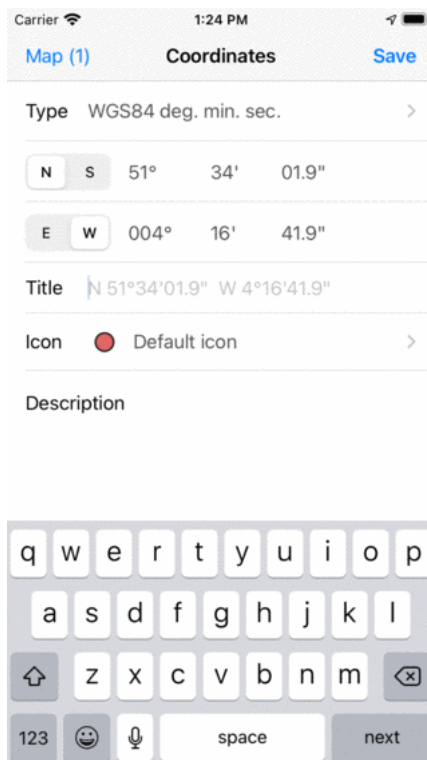 Carrier 1:24 PM
Map (1) Coordinates Save
Type WGS84 deg. min. sec.
N S 51° 34' 01.9"
E W 004° 16' 41.9"
Title N 51°34'01.9" W 4°16'41.9"
Icon Default icon
Description
q w e r t y u i o p
a s d f g h j k l
z x c v b n m
123 space next